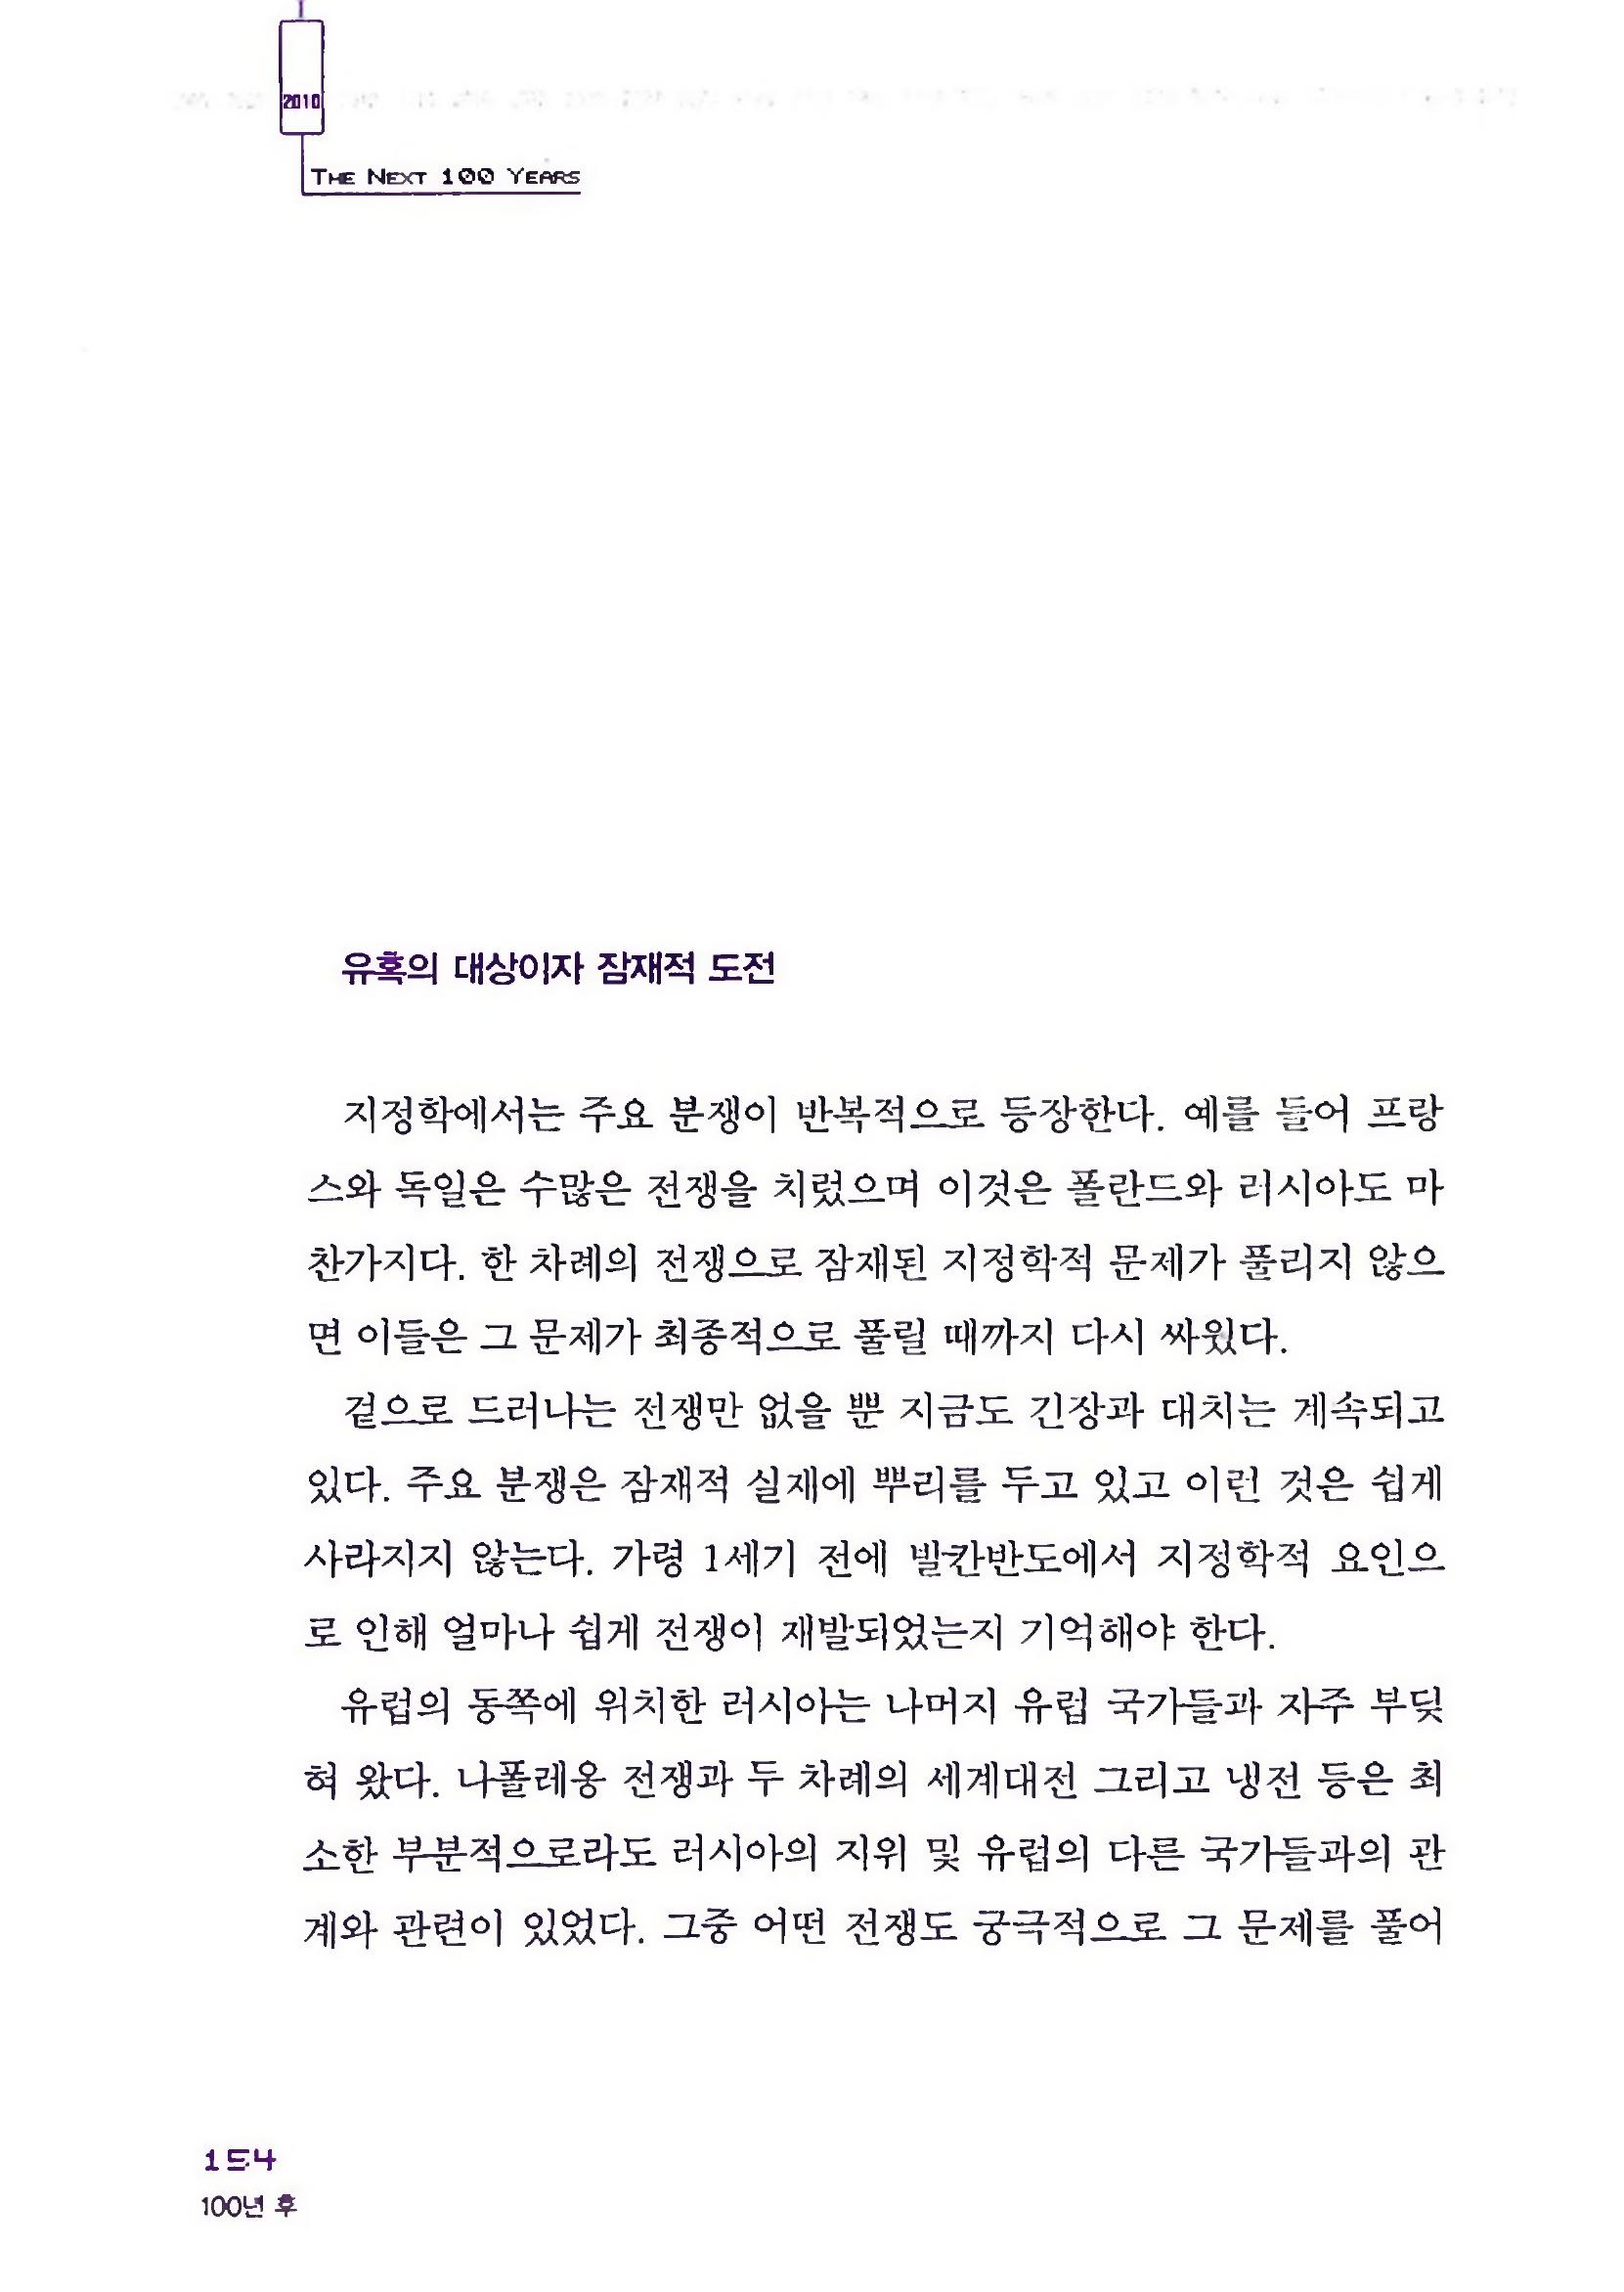 2010
THE NEXT 100 YEARS
유혹의 대상이자 잠재적 도전
지정학에서는 주요 분쟁이 반복적으로 등장한다. 예를 들어 프랑
스와 독일은 수많은 전쟁을 치렀으며 이것은 폴란드와 러시아도 마
찬가지다. 한 차례의 전쟁으로 잠재된 지정학적 문제가 풀리지 않으
면 이들은 그 문제가 최종적으로 풀릴 때까지 다시 싸웠다.
겉으로 드러나는 전쟁만 없을 뿐 지금도 긴장과 대치는 계속되고
있다. 주요 분쟁은 잠재적 실재에 뿌리를 두고 있고 이런 것은 쉽게
사라지지 않는다. 가령 1세기 전에 발칸반도에서 지정학적 요인으
로 인해 얼마나 쉽게 전쟁이 재발되었는지 기억해야 한다.
유럽의 동쪽에 위치한 러시아는 나머지 유럽 국가들과 자주 부딪
혀 왔다. 나폴레옹 전쟁과 두 차례의 세계대전 그리고 냉전 등은 최
소한 부분적으로라도 러시아의 지위 및 유럽의 다른 국가들과의 관
계와 관련이 있었다. 그중 어떤 전쟁도 궁극적으로 그 문제를 풀어
154
100년 후